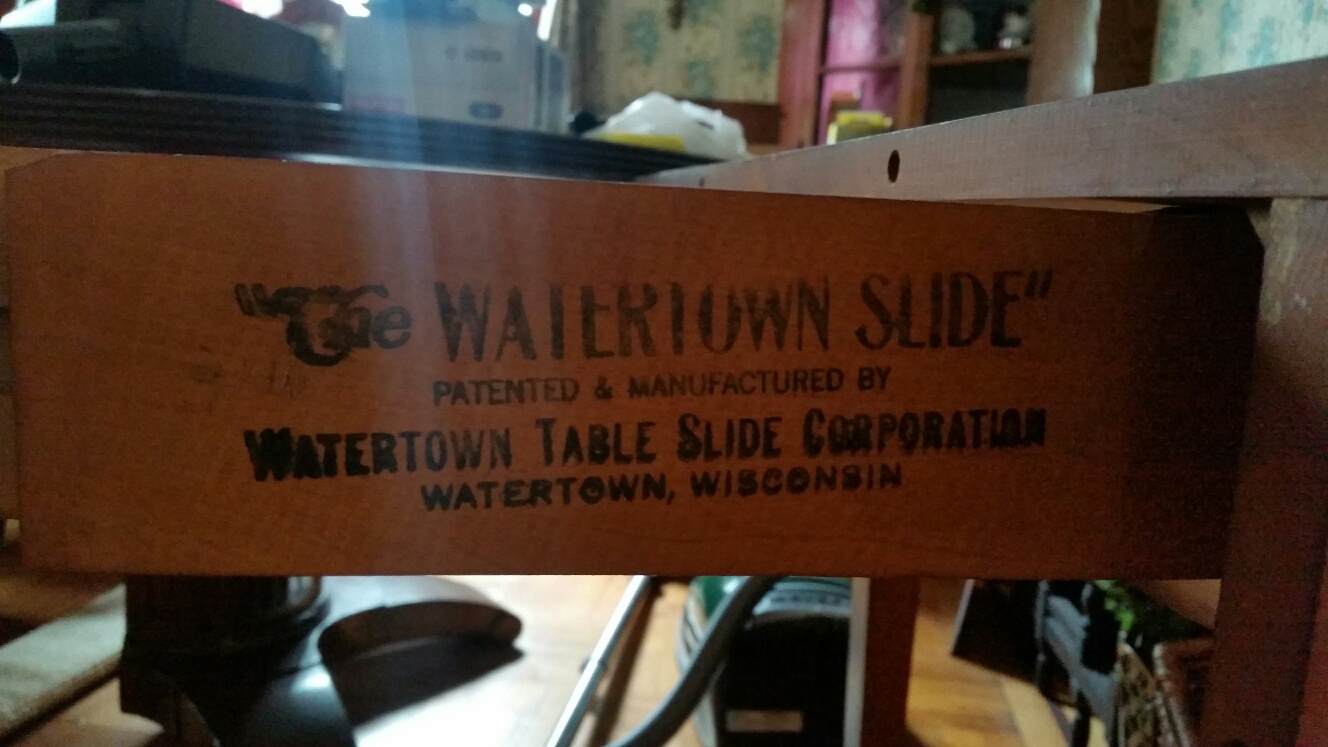 "The WATERTOWN SLIDE"
PATENTED & MANUFACTURED BY
WATERTOWN TABLE SLIDE CORPORATION
WATERTOWN, WISCONSIN